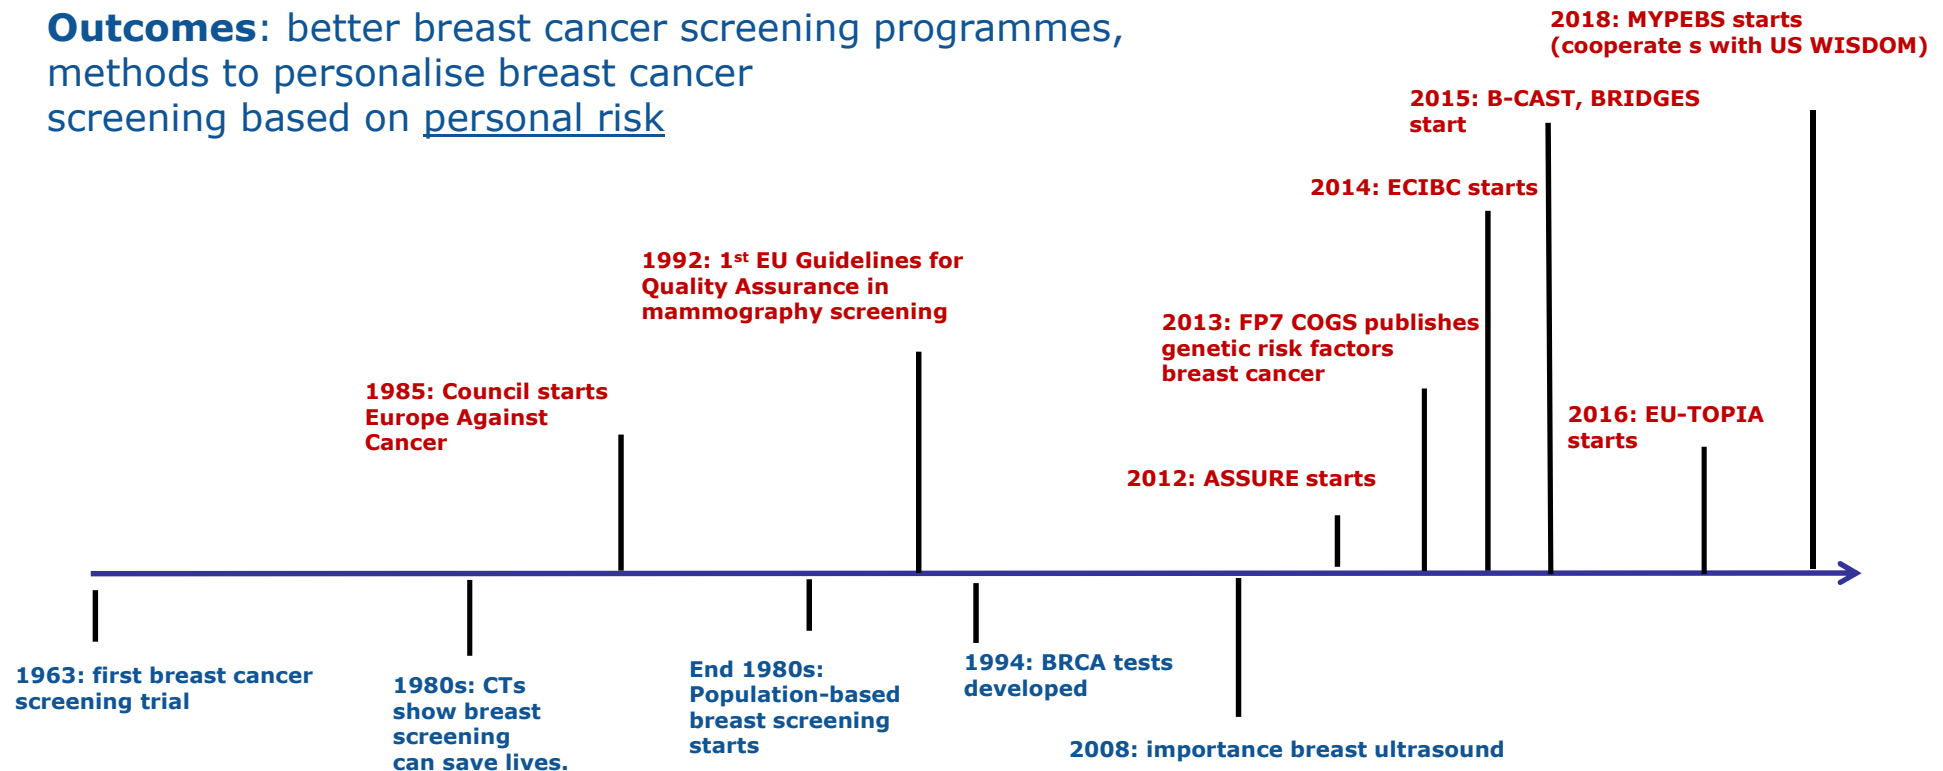 Outcomes: better breast cancer screening programmes,
methods to personalise breast cancer
screening based on personal risk
2018: MYPEBS starts
(cooperate s with US WISDOM)
2015: B-CAST, BRIDGES
start
2014: ECIBC starts
1992: 1st EU Guidelines for
Quality Assurance in
mammography screening
2013: FP7 COGS publishes
genetic risk factors
breast cancer
1985: Council starts
Europe Against
Cancer
2016: EU-TOPIA
starts
2012: ASSURE starts
1963: first breast cancer
screening trial
1980s: CTs
show breast
screening
can save lives.
End 1980s:
Population-based
breast screening
starts
1994: BRCA tests
developed
2008: importance breast ultrasound